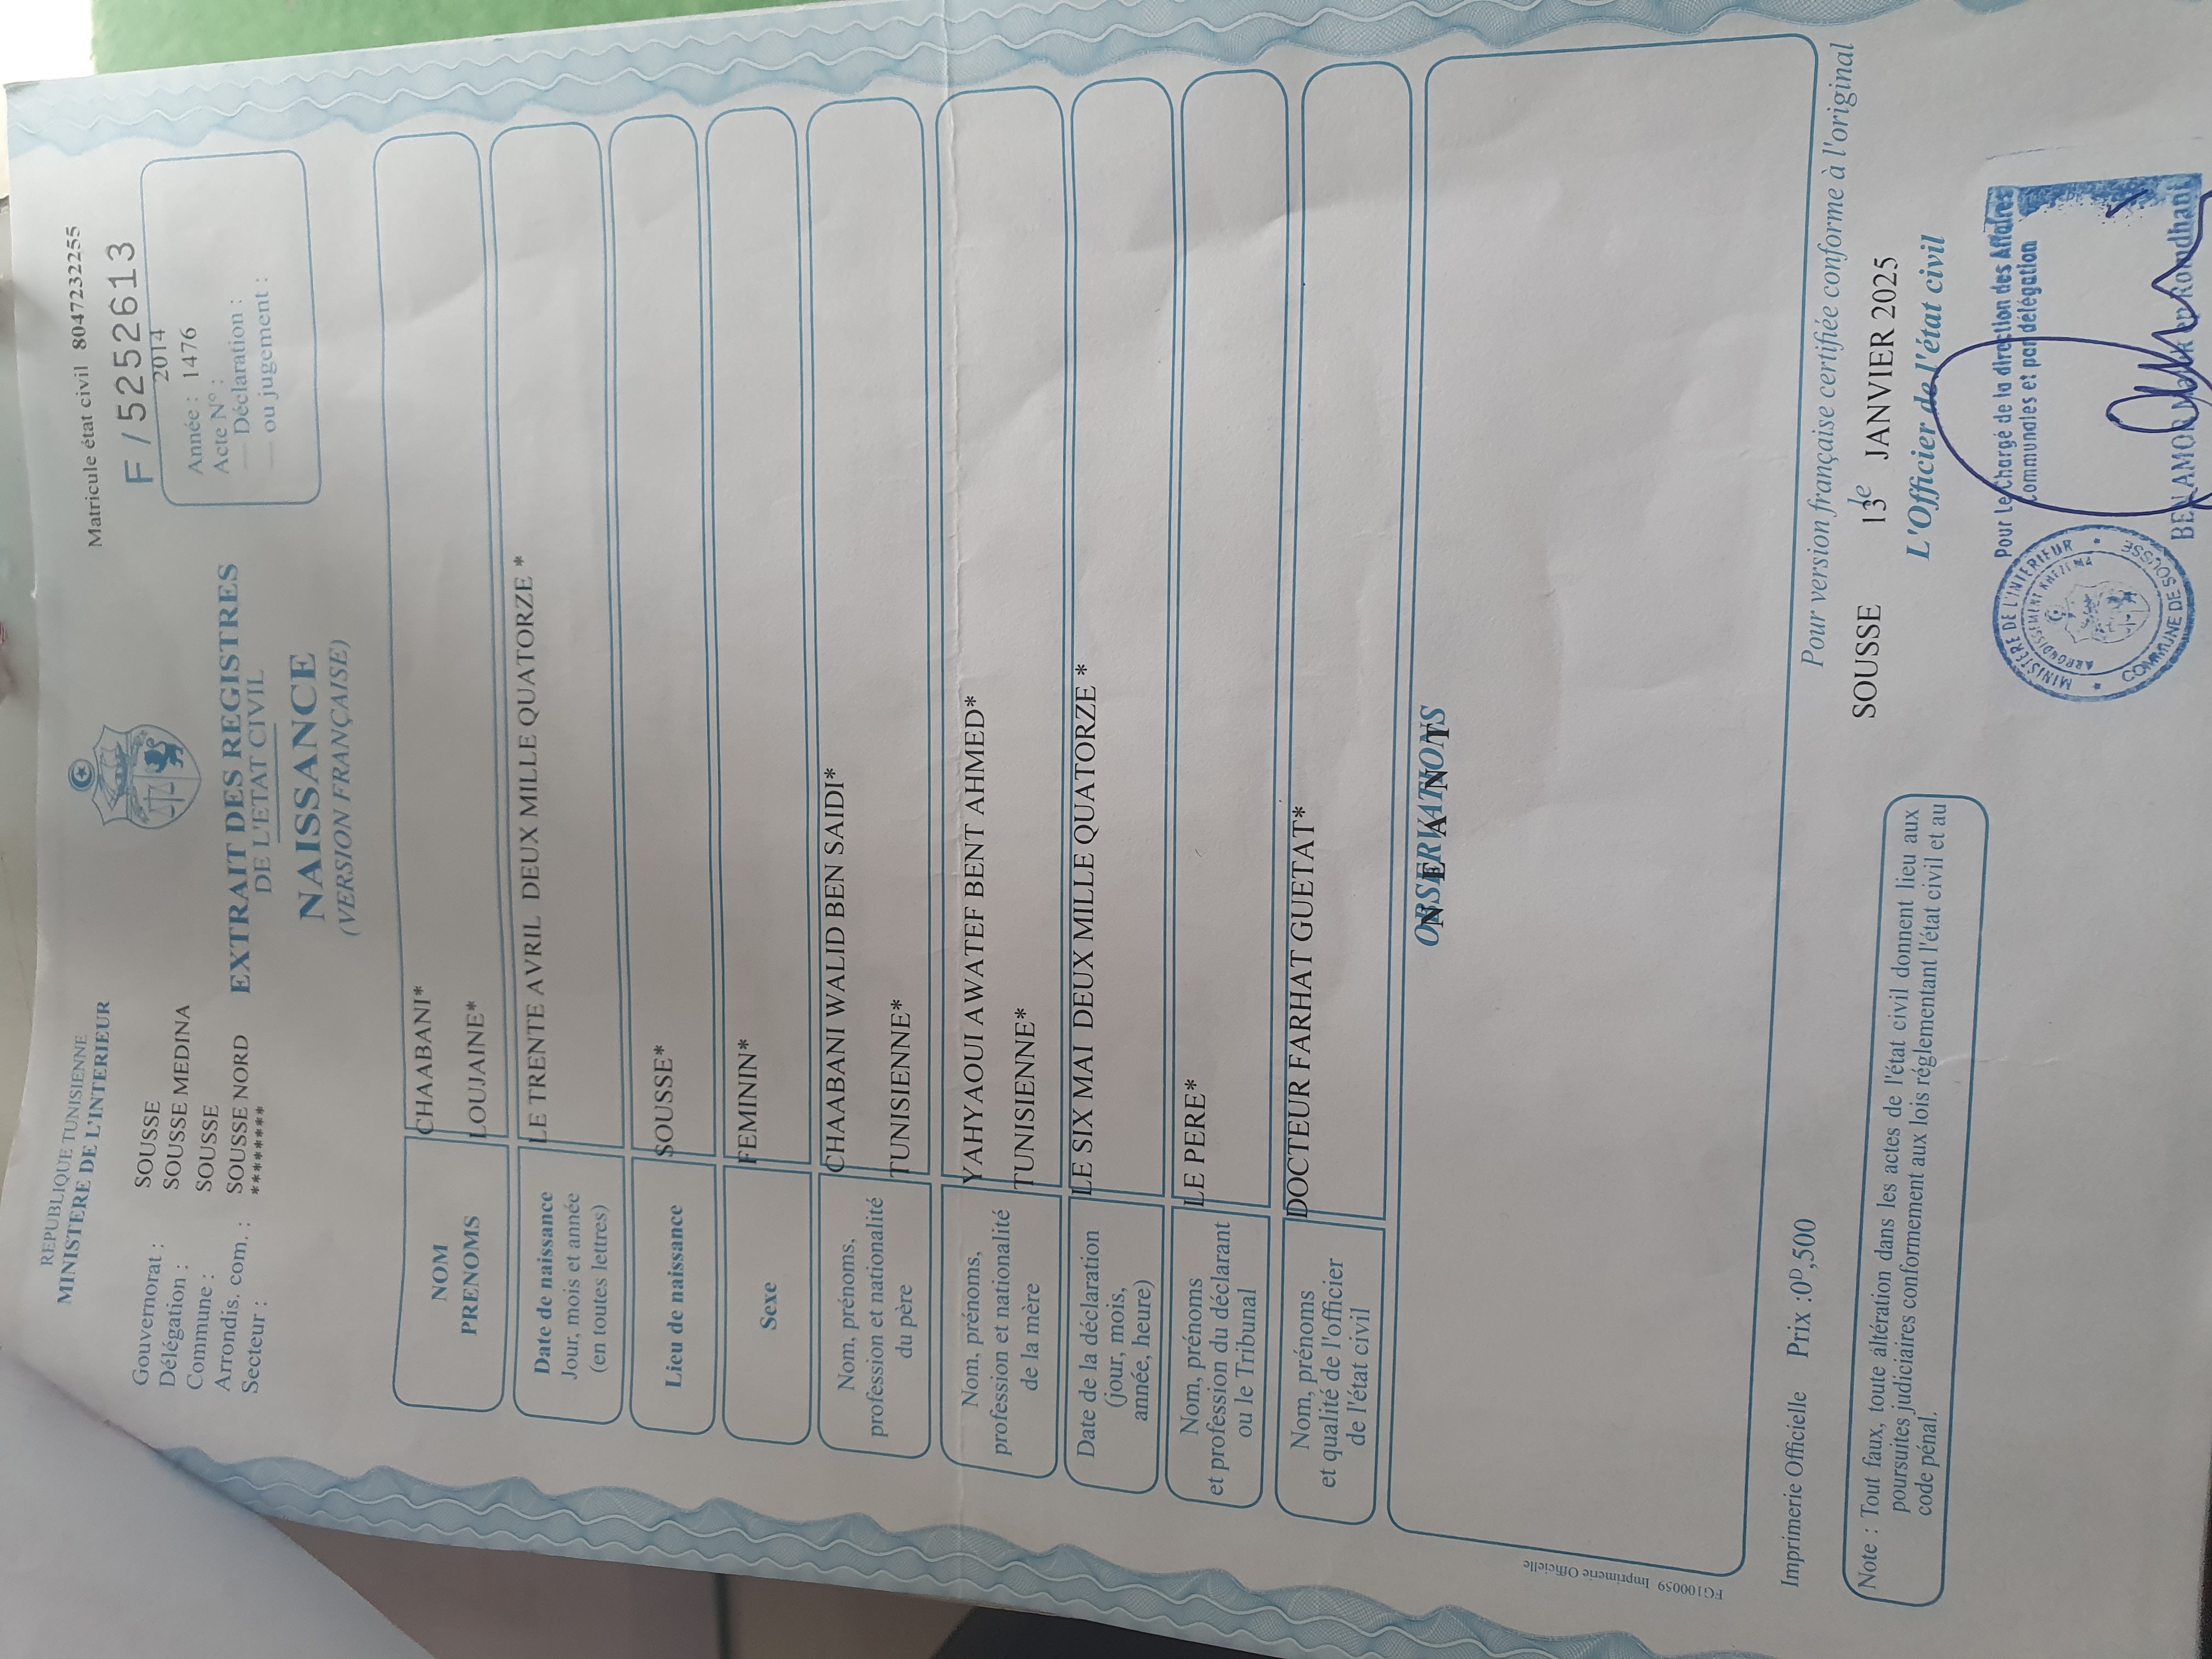 REPUBLIQUE TUNISIENNE
MINISTERE DE L'INTERIEUR
Matricule état civil 8047232255
F/5252613
Gouvernorat : SOUSSE
Délégation : SOUSSE MEDINA
Commune : SOUSSE
Arrondis. com. : SOUSSE NORD
Secteur : *******
EXTRAIT DES REGISTRES
DE L'ETAT CIVIL
NAISSANCE
(VERSION FRANÇAISE)
2014
Année : 1476
Acte N° :
— Déclaration :
— ou jugement :
NOM CHAABANI*
PRENOMS LOUJAINE*
Date de naissance
Jour, mois et année
(en toutes lettres)
LE TRENTE AVRIL DEUX MILLE QUATORZE *
Lieu de naissance SOUSSE*
Sexe FEMININ*
Nom, prénoms,
profession et nationalité
du père
CHAABANI WALID BEN SAIDI*
TUNISIENNE*
Nom, prénoms,
profession et nationalité
de la mère
YAHYAOUI AWATEF BENT AHMED*
TUNISIENNE*
Date de la déclaration
(jour, mois,
année, heure)
LE SIX MAI DEUX MILLE QUATORZE *
Nom, prénoms
et profession du déclarant
ou le Tribunal
LE PERE*
Nom, prénoms
et qualité de l'officier
de l'état civil
DOCTEUR FARHAT GUETAT*
OBSERVATIONS
N E A N T
FG100059 Imprimerie Officielle
Imprimerie Officielle Prix :0D,500
Pour version française certifiée conforme à l'original
SOUSSE le 13 JANVIER 2025
L'Officier de l'état civil
Note : Tout faux, toute áltération dans les actes de l'état civil donnent lieu aux
poursuites judiciaires conformement aux lois réglementant l'état civil et au
code pénal.
MINISTERE DE L'INTERIEUR
ARRONDISSEMENT KHEZEMA
COMMUNE DE SOUSSE
Pour Le Chargé de la direction des Affaires
Communales et par délégation
BEN AMOR ep Romdhani